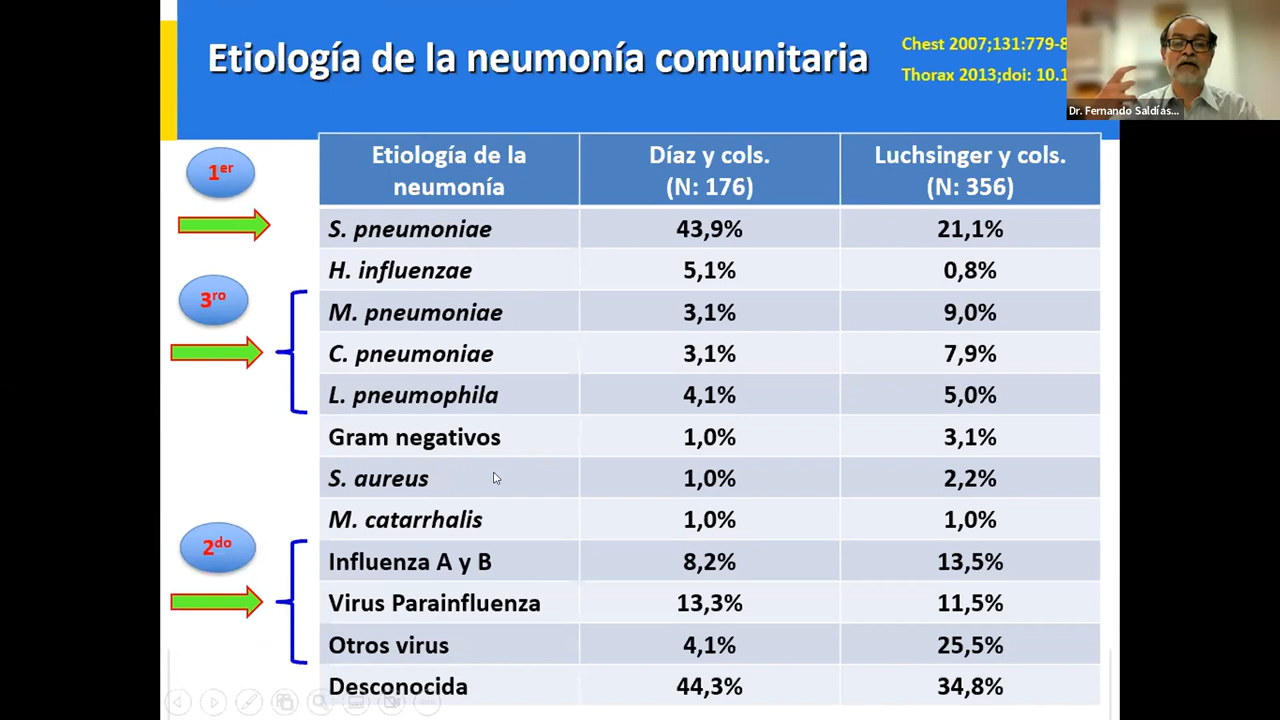 Etiología de la neumonía comunitaria
Chest 2007;131:779-8
Thorax 2013;doi: 10.1
Dr. Fernando Saldías...
1er
3ro
2do
Etiología de la neumonía Díaz y cols. (N: 176) Luchsinger y cols. (N: 356)
S. pneumoniae 43,9% 21,1%
H. influenzae 5,1% 0,8%
M. pneumoniae 3,1% 9,0%
C. pneumoniae 3,1% 7,9%
L. pneumophila 4,1% 5,0%
Gram negativos 1,0% 3,1%
S. aureus 1,0% 2,2%
M. catarrhalis 1,0% 1,0%
Influenza A y B 8,2% 13,5%
Virus Parainfluenza 13,3% 11,5%
Otros virus 4,1% 25,5%
Desconocida 44,3% 34,8%